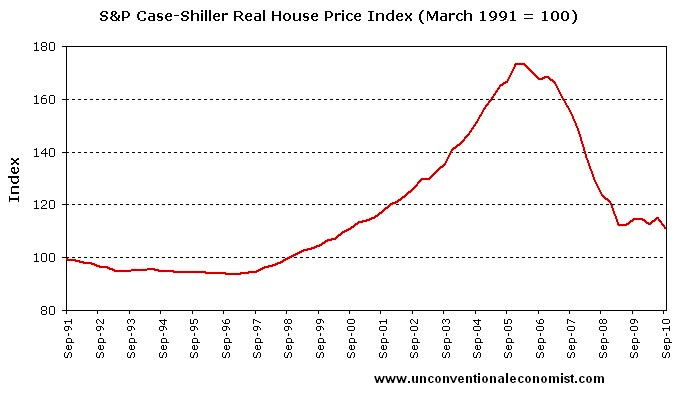 S&P Case-Shiller Real House Price Index (March 1991 = 100)
180
160
140
120
100
80
Index
Sep-91
Sep-92
Sep-93
Sep-94
Sep-95
Sep-96
Sep-97
Sep-98
Sep-99
Sep-00
Sep-01
Sep-02
Sep-03
Sep-04
Sep-05
Sep-06
Sep-07
Sep-08
Sep-09
Sep-10
www.unconventionaleconomist.com